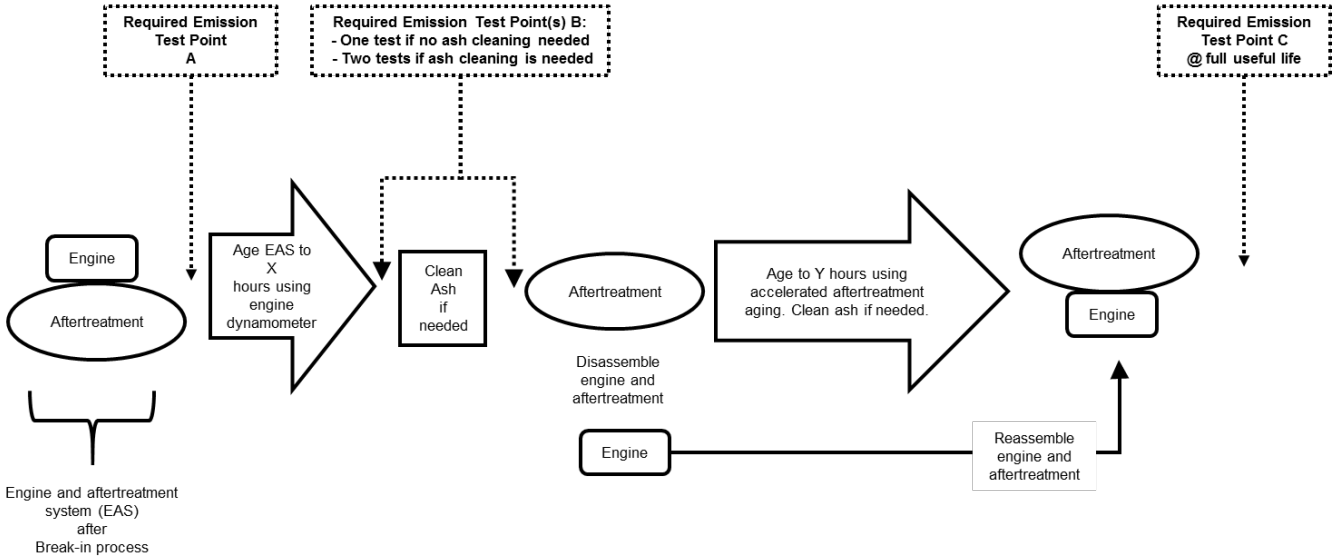 Required Emission
Test Point
A
Required Emission Test Point(s) B:
- One test if no ash cleaning needed
- Two tests if ash cleaning is needed
Required Emission
Test Point C
@ full useful life
Engine
Aftertreatment
Age EAS to
X
hours using
engine
dynamometer
Clean
Ash
if
needed
Aftertreatment
Age to Y hours using
accelerated aftertreatment
aging. Clean ash if needed.
Aftertreatment
Engine
Disassemble
engine and
aftertreatment
Engine
Reassemble
engine and
aftertreatment
Engine and aftertreatment
system (EAS)
after
Break-in process